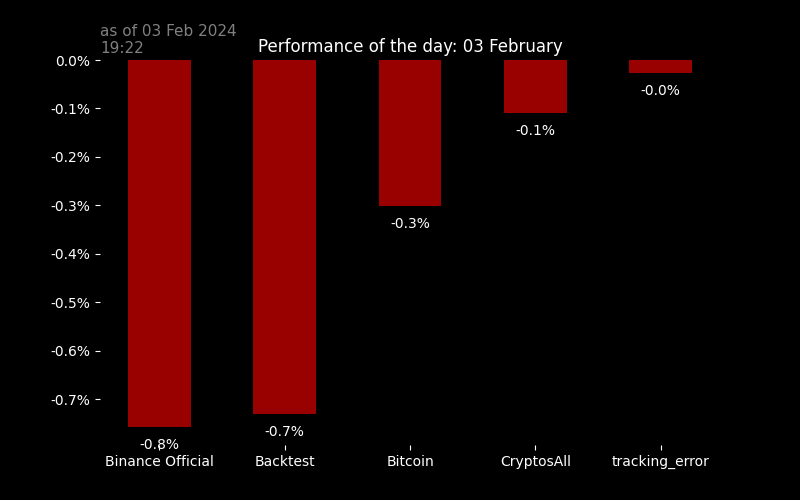 as of 03 Feb 2024
19:22
Performance of the day: 03 February
0.0%
-0.1%
-0.2%
-0.3%
-0.4%
-0.5%
-0.6%
-0.7%
-0.8%
-0.7%
-0.3%
-0.1%
-0.0%
Binance Official
Backtest
Bitcoin
CryptosAll
tracking_error